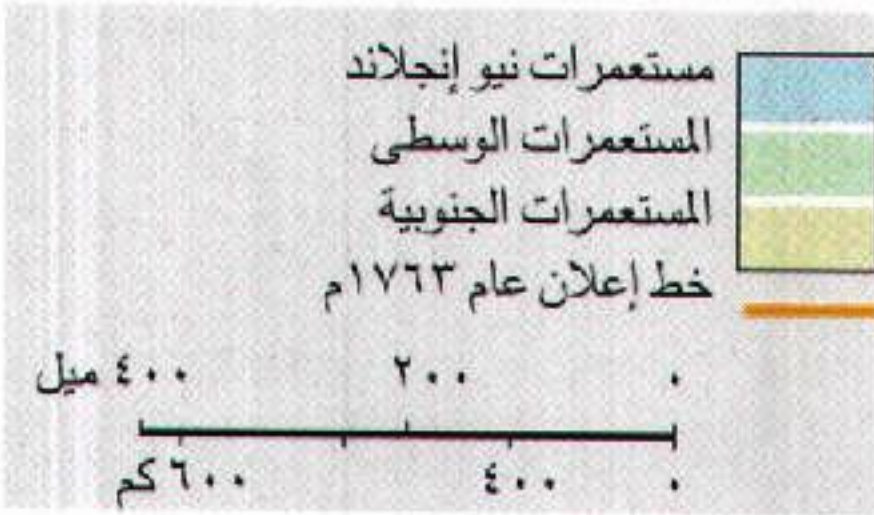 مستعمرات نيو إنجلاند
المستعمرات الوسطى
المستعمرات الجنوبية
خط إعلان عام ١٧٦٣م
٠ ٢٠٠ ٤٠٠ ميل
٠ ٤٠٠ ٦٠٠ كم